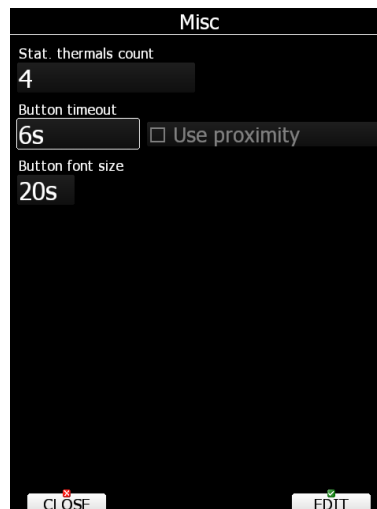 Misc
Stat. thermals count
4
Button timeout
6s
Use proximity
Button font size
20s
CLOSE
EDIT